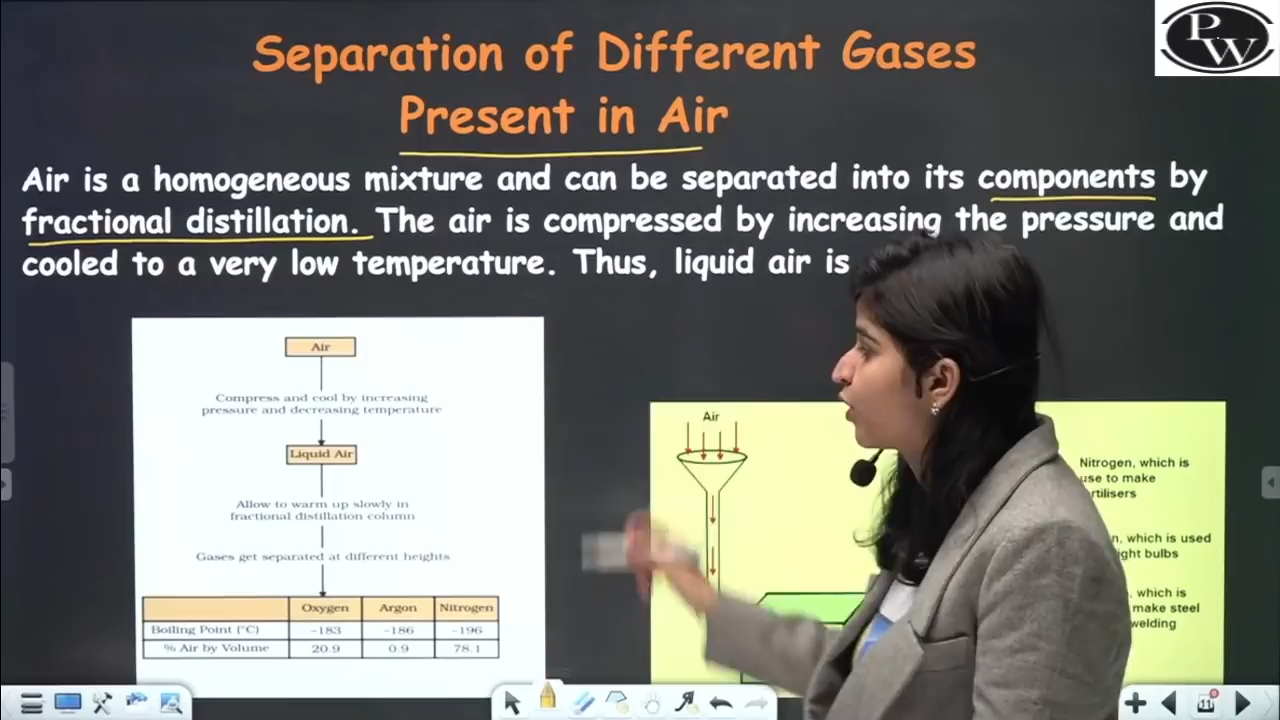 PW
Separation of Different Gases
Present in Air
Air is a homogeneous mixture and can be separated into its components by
fractional distillation. The air is compressed by increasing the pressure and
cooled to a very low temperature. Thus, liquid air is
Air
Compress and cool by increasing
pressure and decreasing temperature
Liquid Air
Allow to warm up slowly in
fractional distillation column
Gases get separated at different heights
Oxygen Argon Nitrogen
Boiling Point (°C) -183 -186 -196
% Air by Volume 20.9 0.9 78.1
Air
Nitrogen, which is
use to make
which is used
bulbs
which is
make steel
welding
11